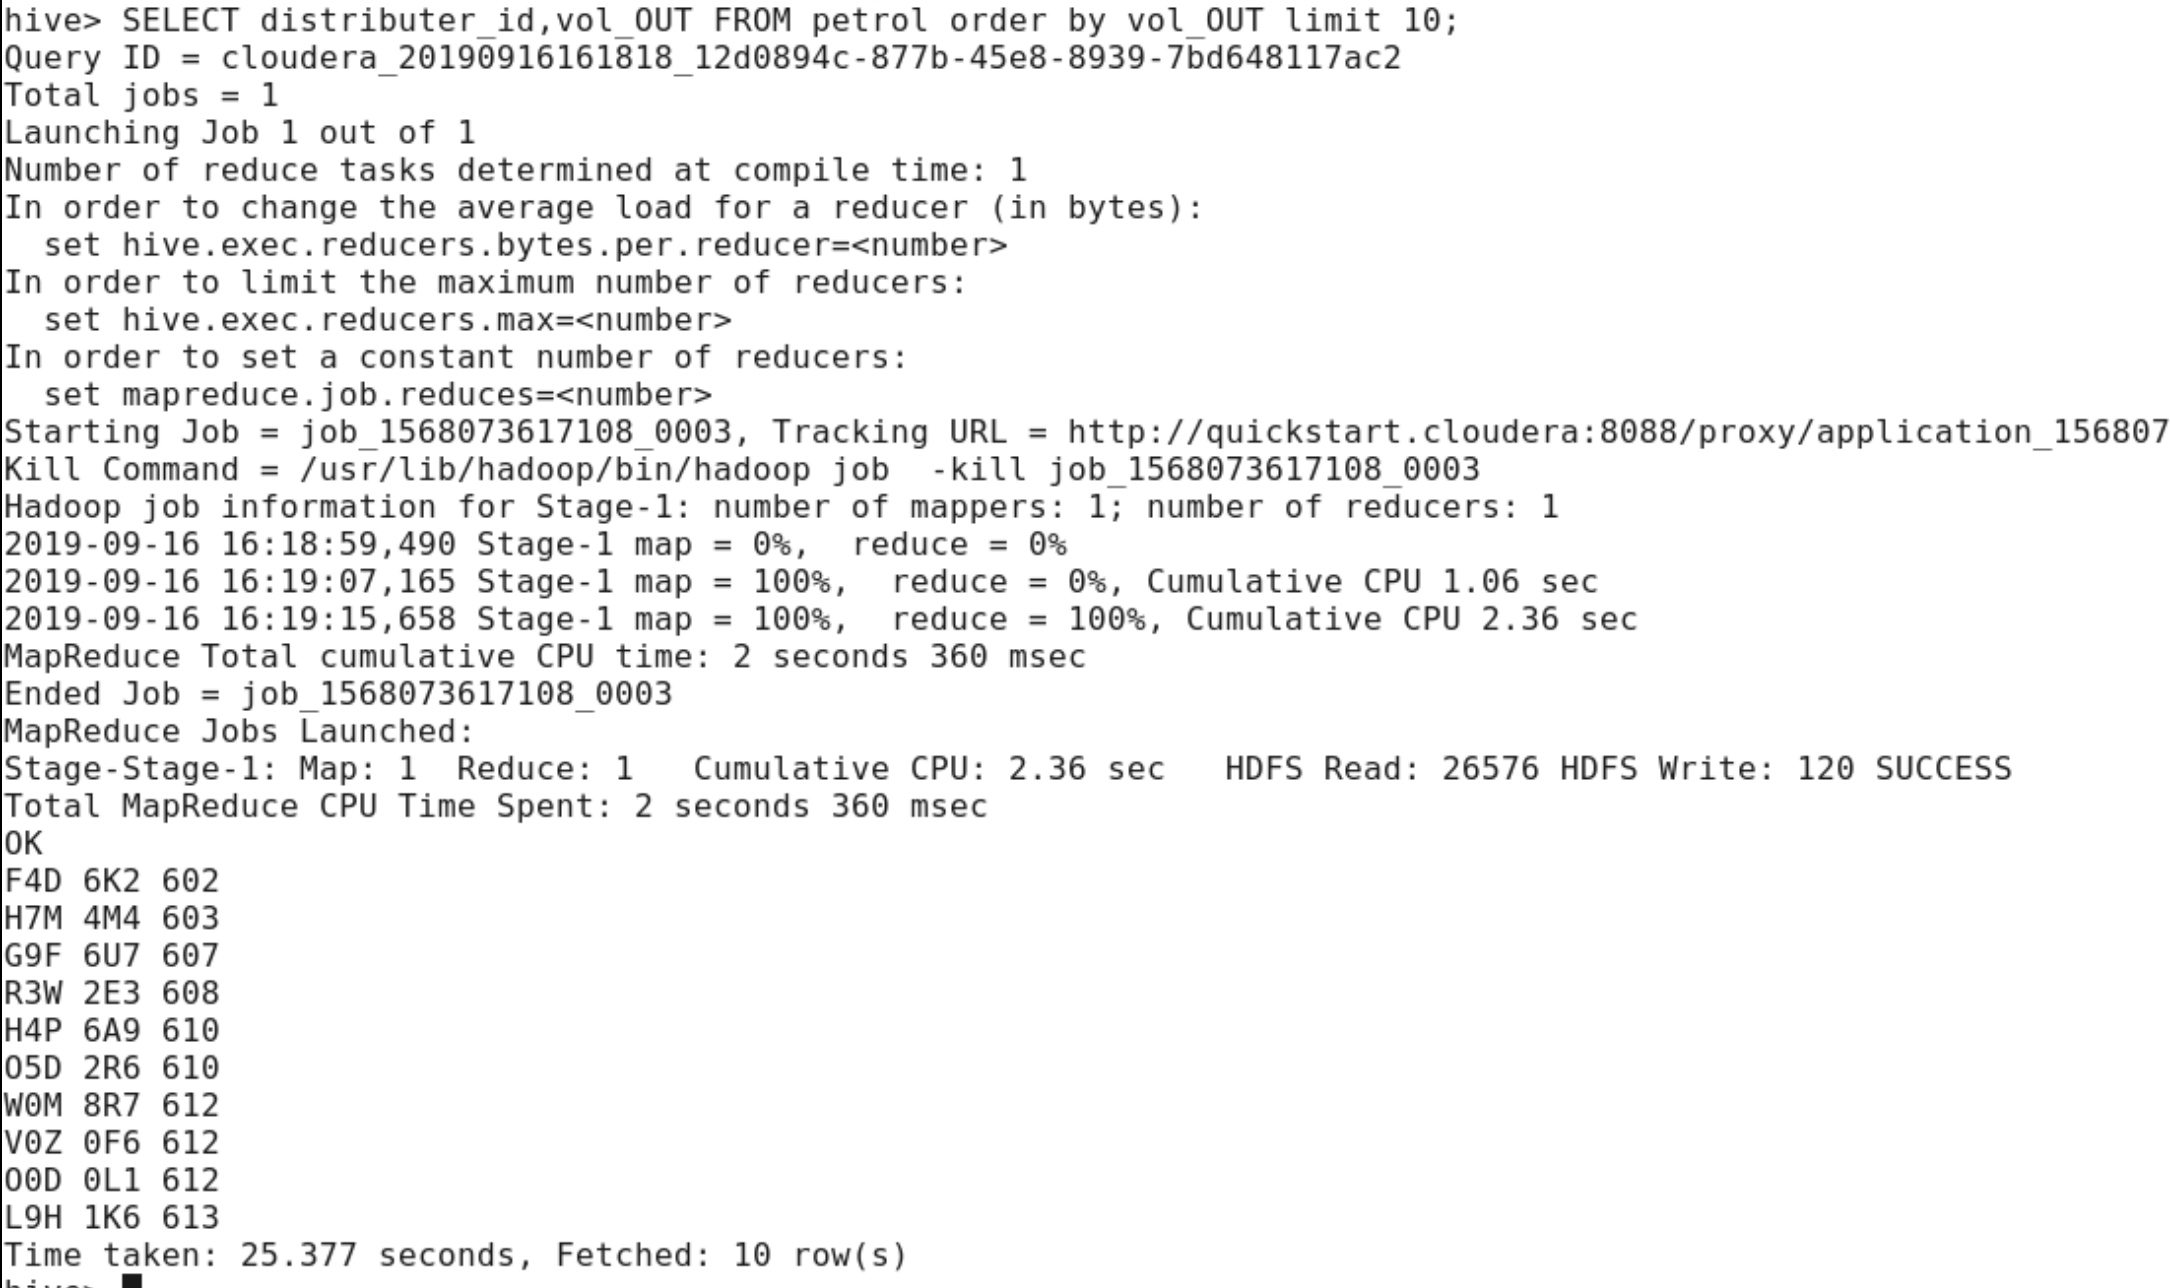 hive> SELECT distributer_id,vol_OUT FROM petrol order by vol_OUT limit 10;
Query ID = cloudera_20190916161818_12d0894c-877b-45e8-8939-7bd648117ac2
Total jobs = 1
Launching Job 1 out of 1
Number of reduce tasks determined at compile time: 1
In order to change the average load for a reducer (in bytes):
  set hive.exec.reducers.bytes.per.reducer=<number>
In order to limit the maximum number of reducers:
  set hive.exec.reducers.max=<number>
In order to set a constant number of reducers:
  set mapreduce.job.reduces=<number>
Starting Job = job_1568073617108_0003, Tracking URL = http://quickstart.cloudera:8088/proxy/application_156807
Kill Command = /usr/lib/hadoop/bin/hadoop job  -kill job_1568073617108_0003
Hadoop job information for Stage-1: number of mappers: 1; number of reducers: 1
2019-09-16 16:18:59,490 Stage-1 map = 0%,  reduce = 0%
2019-09-16 16:19:07,165 Stage-1 map = 100%,  reduce = 0%, Cumulative CPU 1.06 sec
2019-09-16 16:19:15,658 Stage-1 map = 100%,  reduce = 100%, Cumulative CPU 2.36 sec
MapReduce Total cumulative CPU time: 2 seconds 360 msec
Ended Job = job_1568073617108_0003
MapReduce Jobs Launched:
Stage-Stage-1: Map: 1  Reduce: 1   Cumulative CPU: 2.36 sec   HDFS Read: 26576 HDFS Write: 120 SUCCESS
Total MapReduce CPU Time Spent: 2 seconds 360 msec
OK
F4D 6K2 602
H7M 4M4 603
G9F 6U7 607
R3W 2E3 608
H4P 6A9 610
O5D 2R6 610
W0M 8R7 612
V0Z 0F6 612
O0D 0L1 612
L9H 1K6 613
Time taken: 25.377 seconds, Fetched: 10 row(s)
hive>